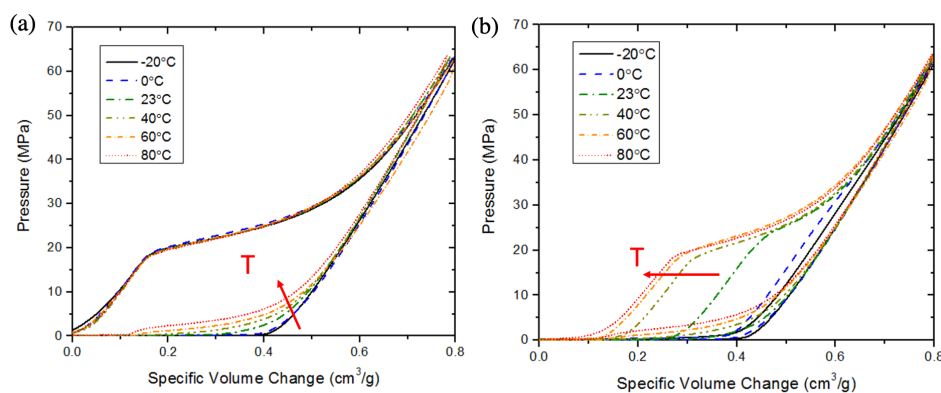 (a)
70
60
50
40
30
20
10
0
Pressure (MPa)
-20°C
0°C
23°C
40°C
60°C
80°C
T
0.0 0.2 0.4 0.6 0.8
Specific Volume Change (cm³/g)
(b)
70
60
50
40
30
20
10
0
Pressure (MPa)
-20°C
0°C
23°C
40°C
60°C
80°C
T
0.0 0.2 0.4 0.6 0.8
Specific Volume Change (cm³/g)